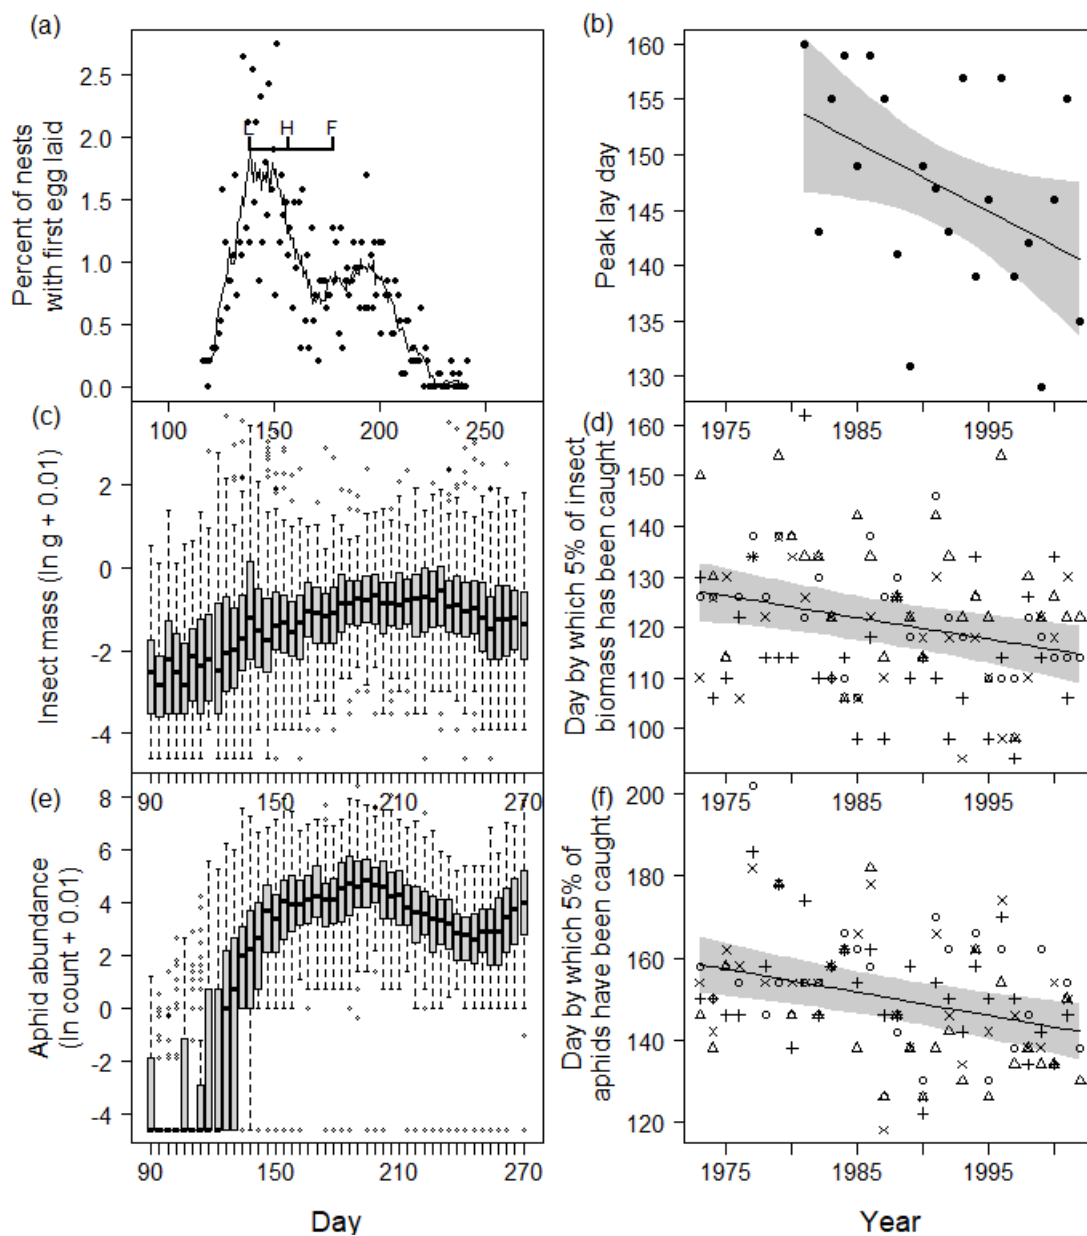 (a)
Percent of nests
with first egg laid
2.5
2.0
1.5
1.0
0.5
0.0
L H F
100 150 200 250
(b)
Peak lay day
160
155
150
145
140
135
130
1975 1985 1995
(c)
Insect mass (ln g + 0.01)
2
0
-2
-4
90 150 210 270
(d)
Day by which 5% of insect
biomass has been caught
160
150
140
130
120
110
100
1975 1985 1995
(e)
Aphid abundance
(ln count + 0.01)
8
6
4
2
0
-2
-4
90 150 210 270
Day
(f)
Day by which 5% of
aphids have been caught
200
180
160
140
120
1975 1985 1995
Year